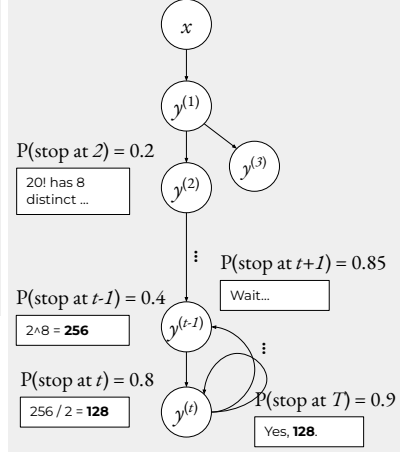 x
y(1)
P(stop at 2) = 0.2
y(3)
20! has 8
distinct ...
y(2)
⋮
P(stop at t+1) = 0.85
Wait...
P(stop at t-1) = 0.4
2^8 = 256
y(t-1)
⋮
P(stop at t) = 0.8
256 / 2 = 128
y(t)
P(stop at T) = 0.9
Yes, 128.